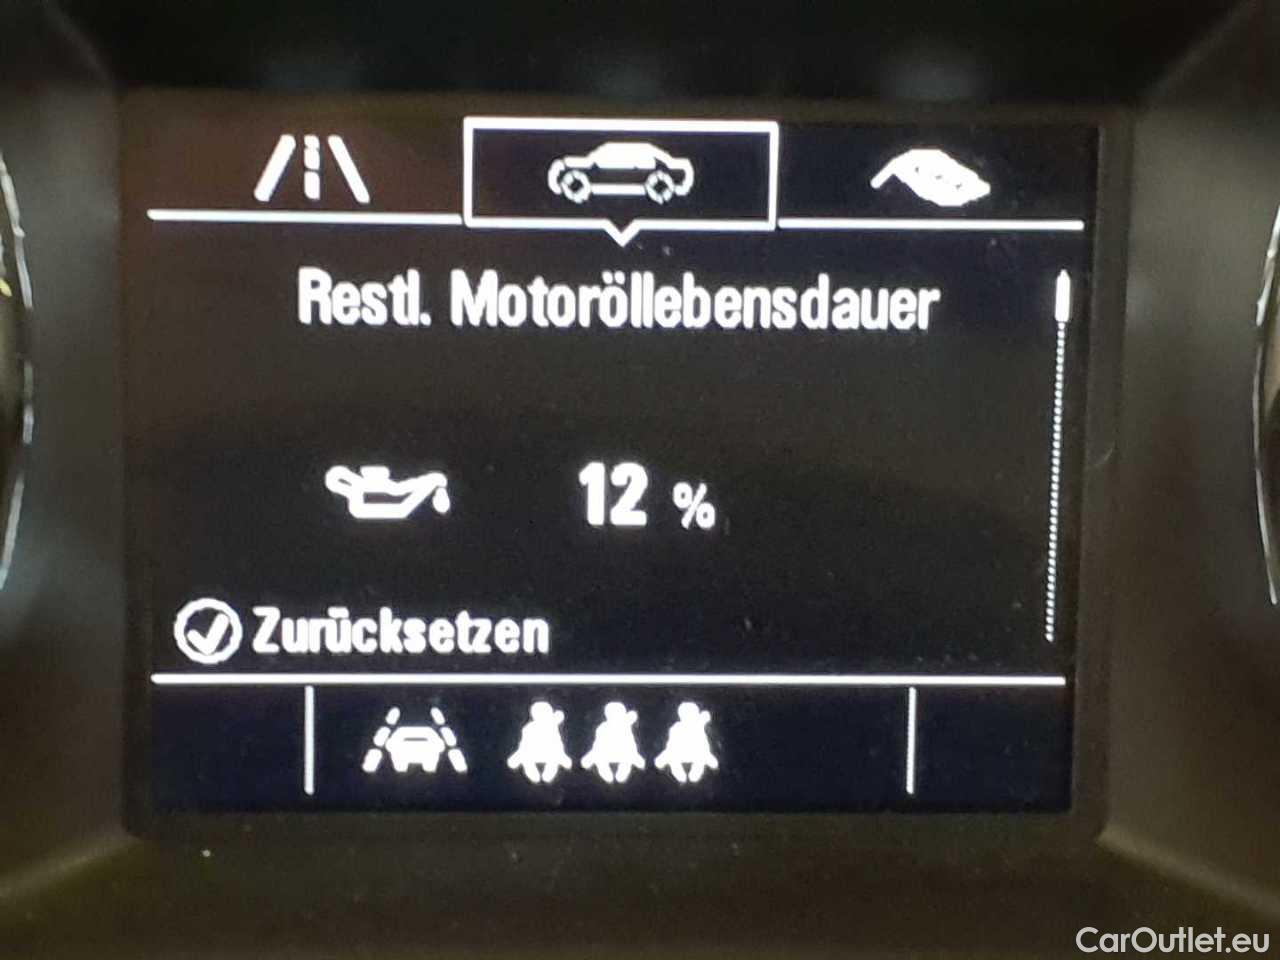 Restl. Motoröllebensdauer
12 %
Zurücksetzen
CarOutlet.eu